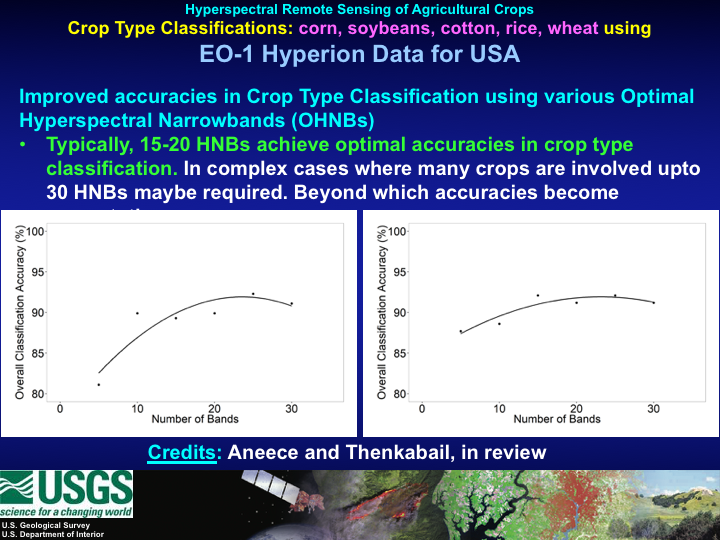 Hyperspectral Remote Sensing of Agricultural Crops
Crop Type Classifications: corn, soybeans, cotton, rice, wheat using
EO-1 Hyperion Data for USA
Improved accuracies in Crop Type Classification using various Optimal
Hyperspectral Narrowbands (OHNBs)
• Typically, 15-20 HNBs achieve optimal accuracies in crop type
classification. In complex cases where many crops are involved upto
30 HNBs maybe required. Beyond which accuracies become
Overall Classification Accuracy (%)
100
95
90
85
80
0 10 20 30
Number of Bands
Overall Classification Accuracy (%)
100
95
90
85
80
0 10 20 30
Number of Bands
Credits: Aneece and Thenkabail, in review
USGS
science for a changing world
U.S. Geological Survey
U.S. Department of Interior